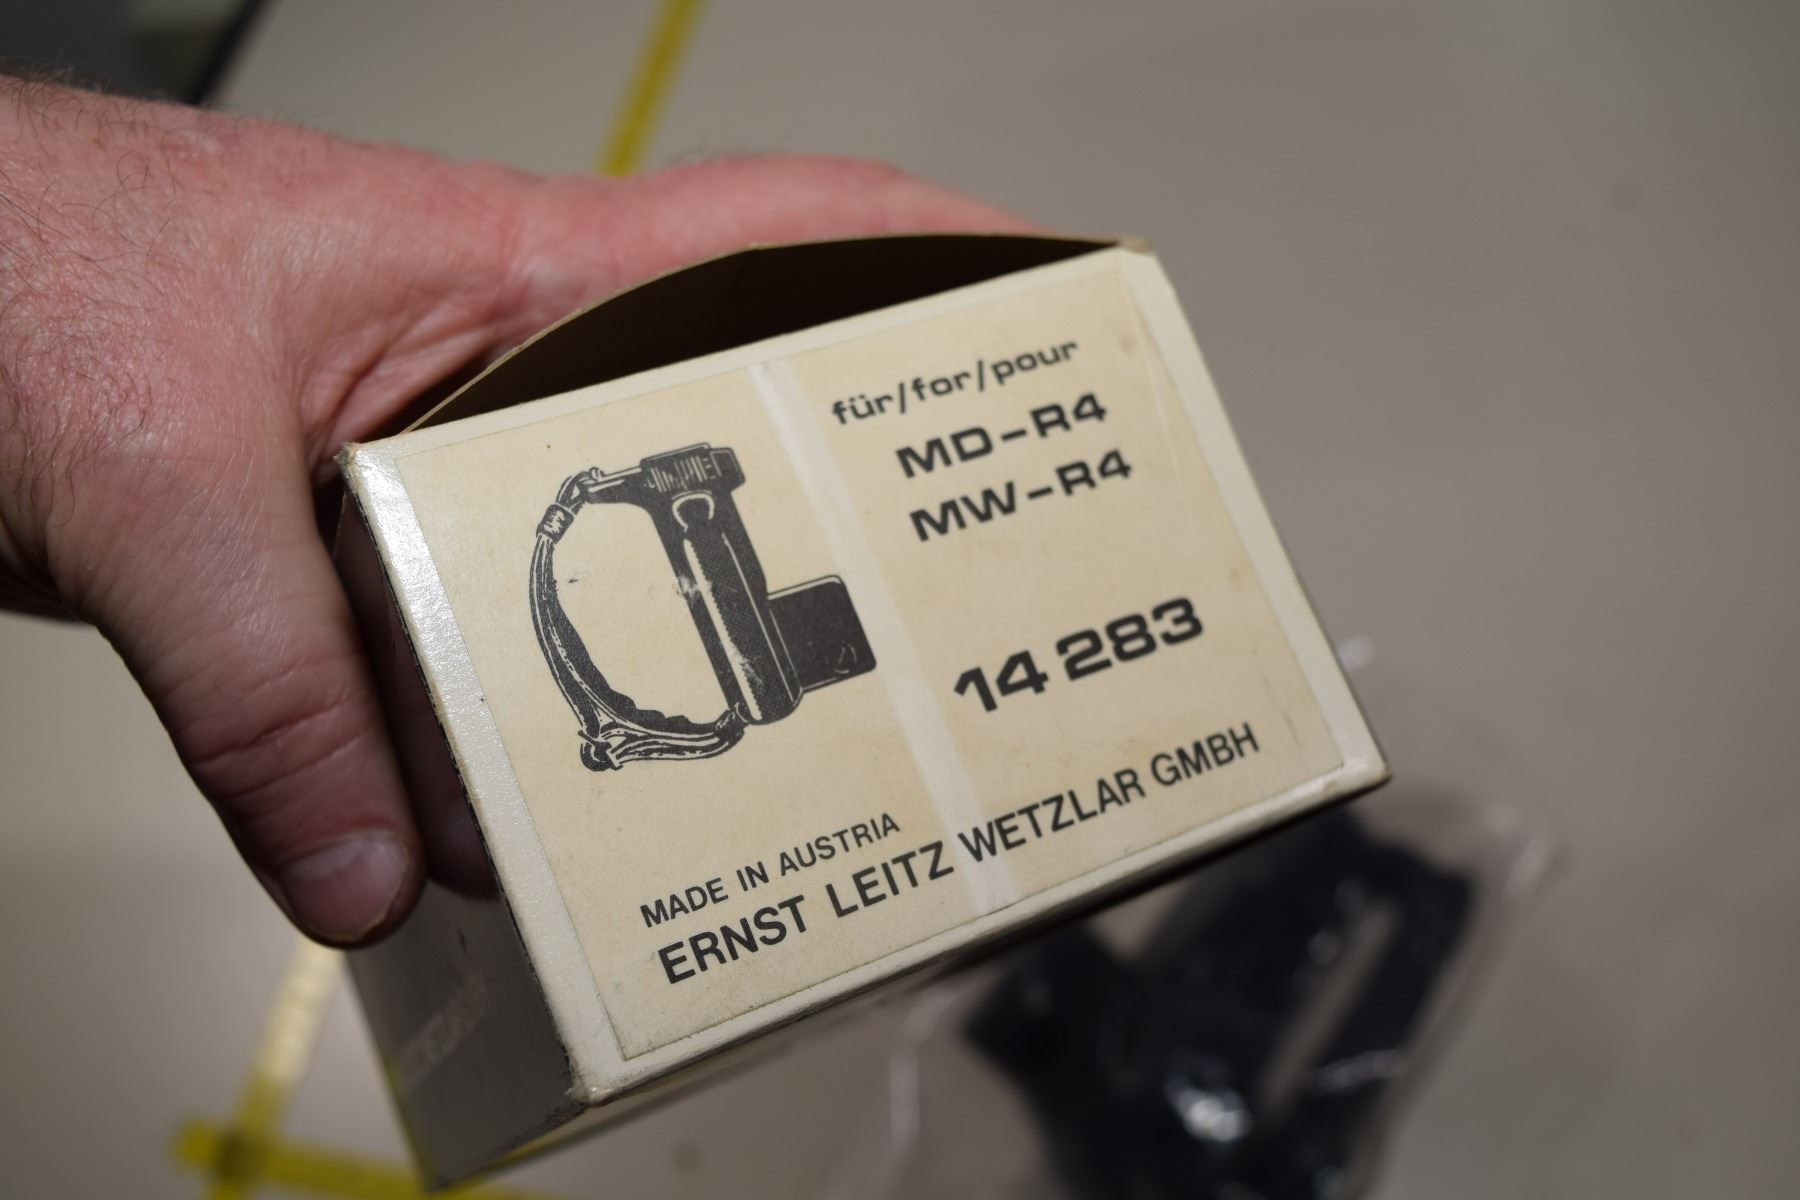 für/for/pour
MD-R4
MW-R4
14 283
MADE IN AUSTRIA
ERNST LEITZ WETZLAR GMBH